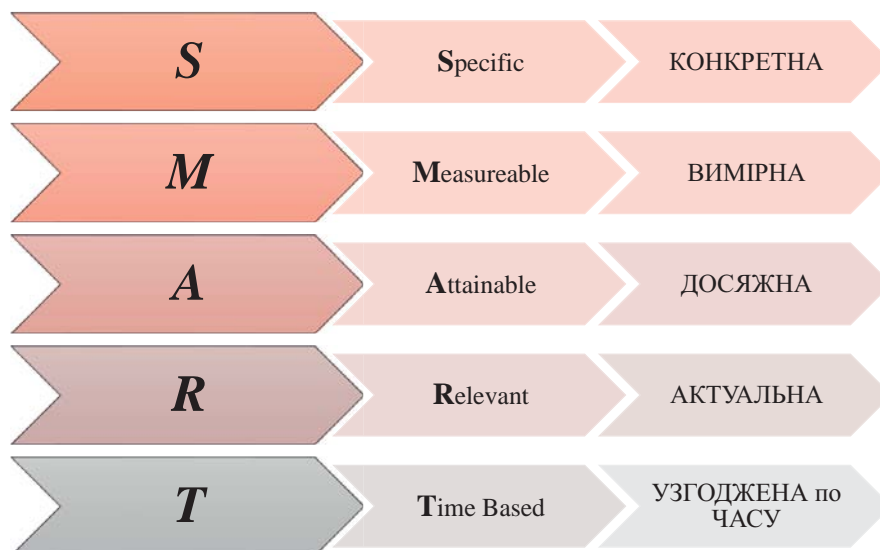 S Specific КОНКРЕТНА
M Measureable ВИМІРНА
A Attainable ДОСЯЖНА
R Relevant АКТУАЛЬНА
T Time Based УЗГОДЖЕНА по
ЧАСУ